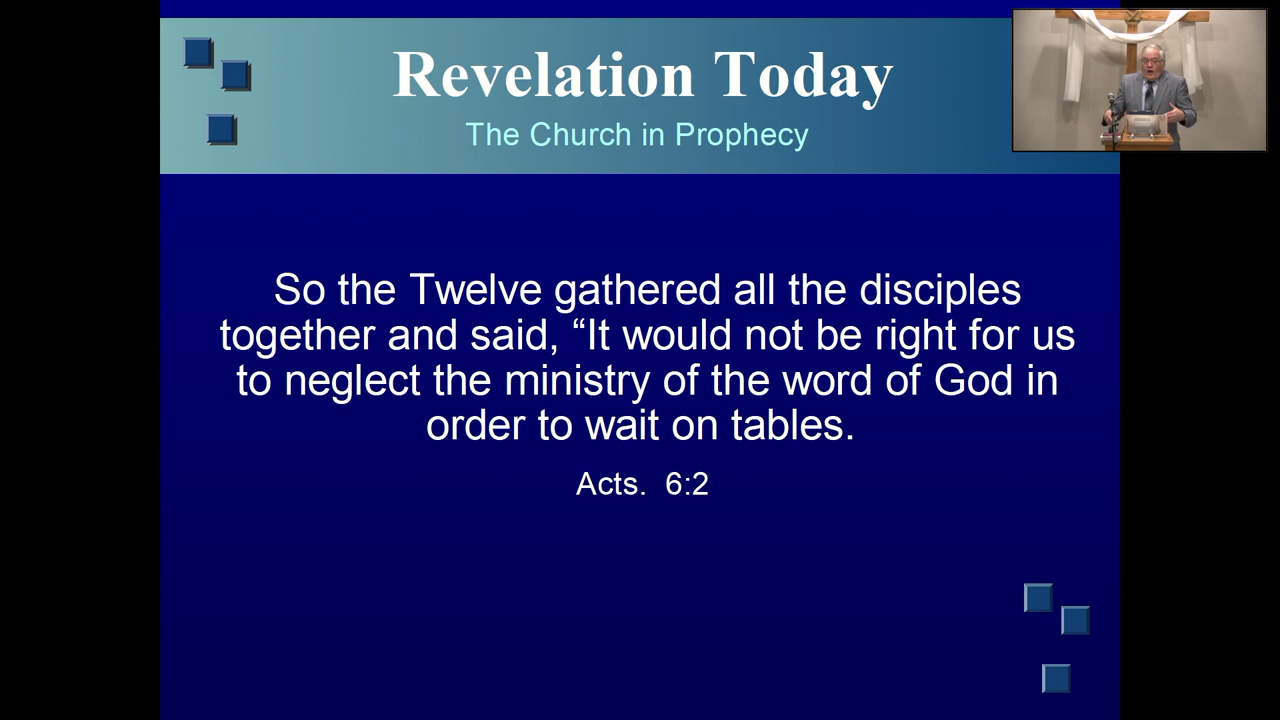 Revelation Today
The Church in Prophecy
So the Twelve gathered all the disciples
together and said, “It would not be right for us
to neglect the ministry of the word of God in
order to wait on tables.
Acts.  6:2